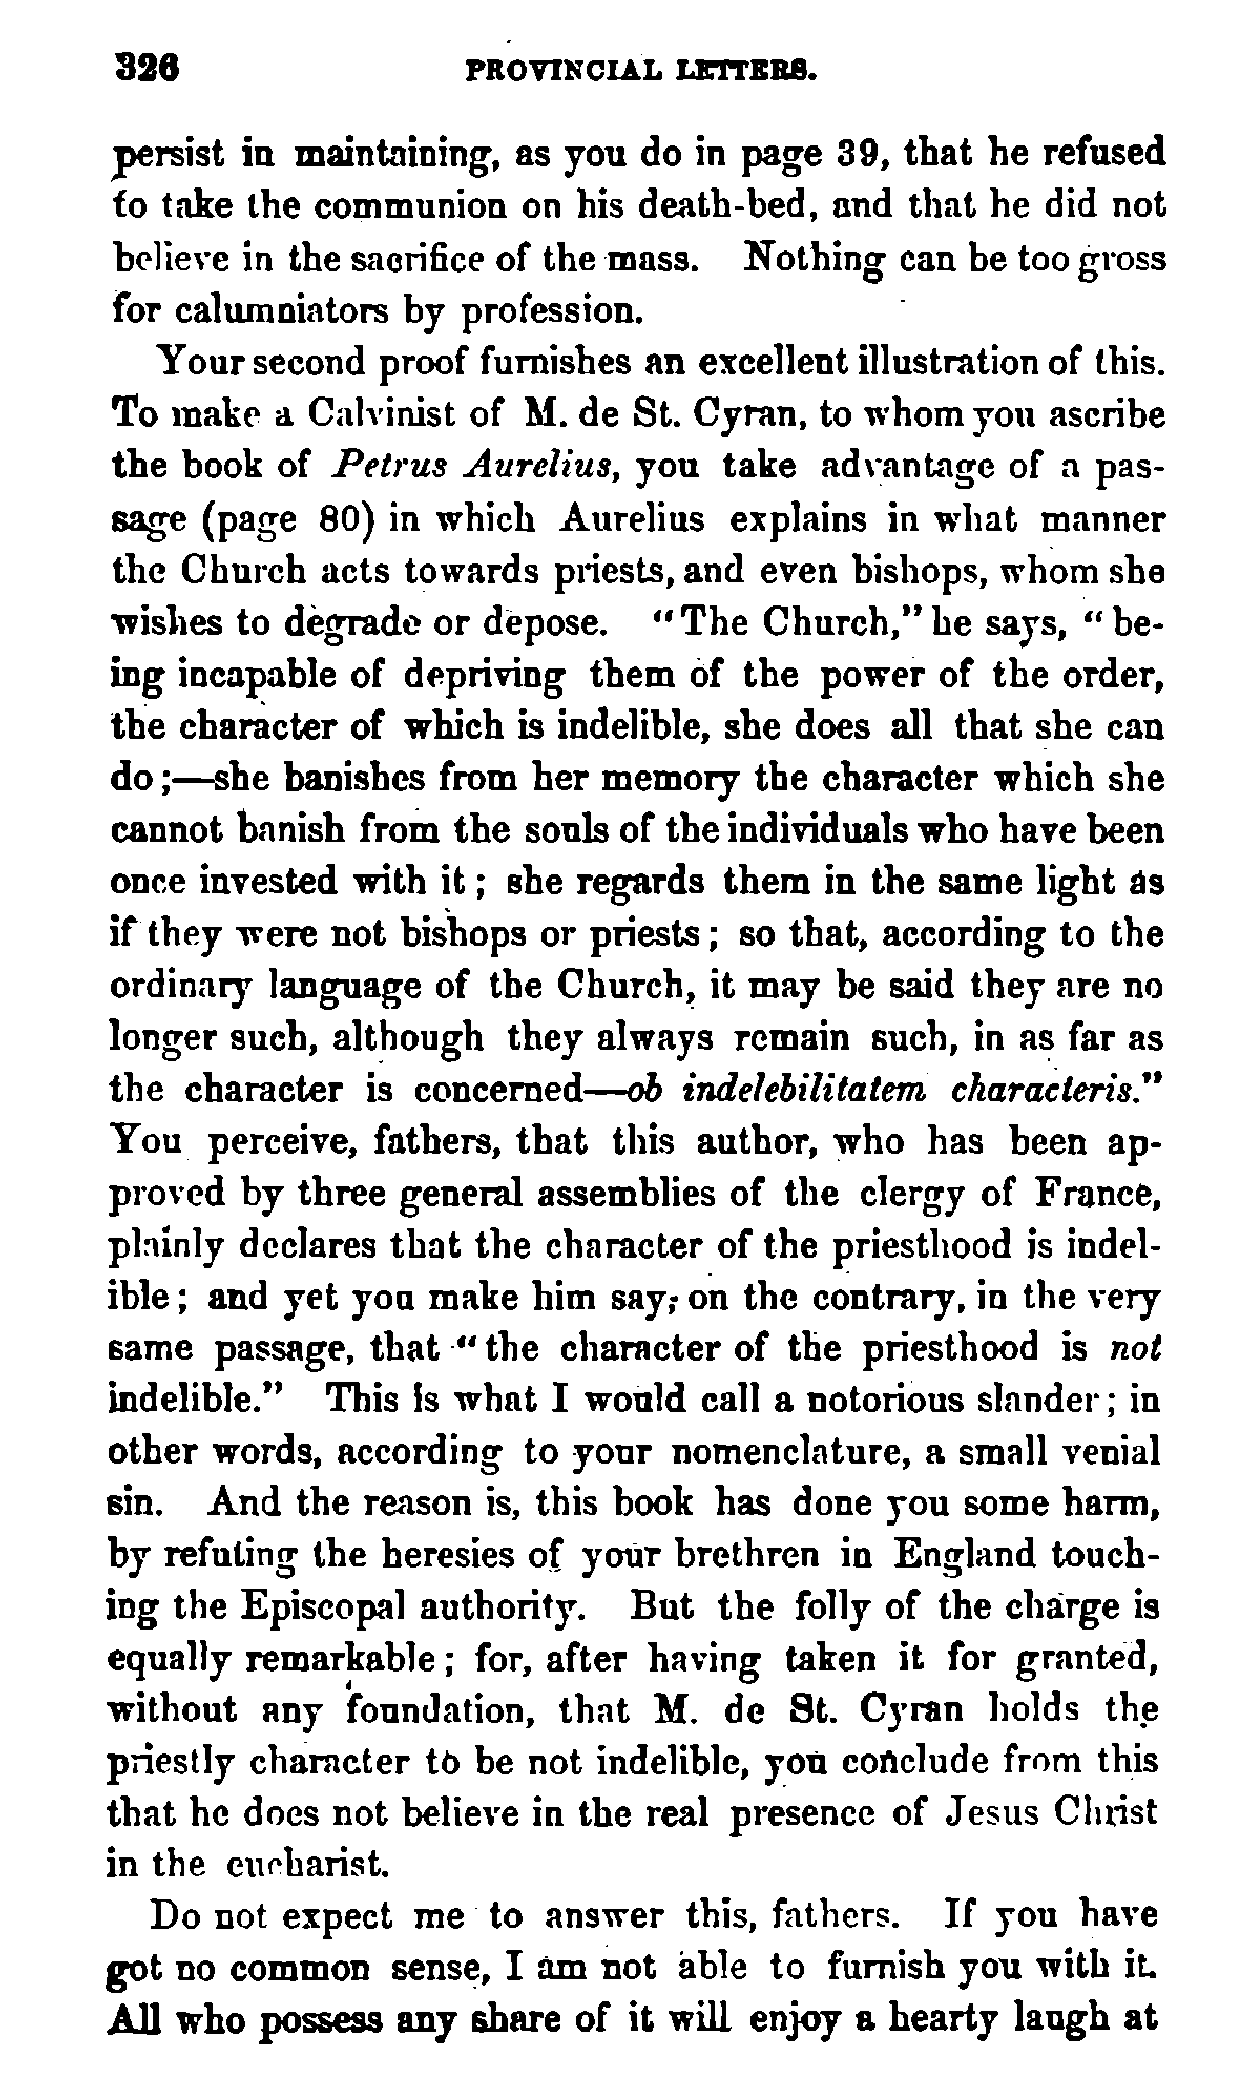 326 PROVINCIAL LETTERS.
persist in maintaining, as you do in page 39, that he refused
to take the communion on his death-bed, and that he did not
believe in the sacrifice of the mass. Nothing can be too gross
for calumniators by profession.
Your second proof furnishes an excellent illustration of this.
To make a Calvinist of M. de St. Cyran, to whom you ascribe
the book of Petrus Aurelius, you take advantage of a pas-
sage (page 80) in which Aurelius explains in what manner
the Church acts towards priests, and even bishops, whom she
wishes to degrade or depose. "The Church," he says, "be-
ing incapable of depriving them of the power of the order,
the character of which is indelible, she does all that she can
do;—she banishes from her memory the character which she
cannot banish from the souls of the individuals who have been
once invested with it; she regards them in the same light as
if they were not bishops or priests; so that, according to the
ordinary language of the Church, it may be said they are no
longer such, although they always remain such, in as far as
the character is concerned—ob indelebilitatem characteris."
You perceive, fathers, that this author, who has been ap-
proved by three general assemblies of the clergy of France,
plainly declares that the character of the priesthood is indel-
ible; and yet you make him say, on the contrary, in the very
same passage, that "the character of the priesthood is not
indelible." This is what I would call a notorious slander; in
other words, according to your nomenclature, a small venial
sin. And the reason is, this book has done you some harm,
by refuting the heresies of your brethren in England touch-
ing the Episcopal authority. But the folly of the charge is
equally remarkable; for, after having taken it for granted,
without any foundation, that M. de St. Cyran holds the
priestly character to be not indelible, you conclude from this
that he does not believe in the real presence of Jesus Christ
in the eucharist.
Do not expect me to answer this, fathers. If you have
got no common sense, I am not able to furnish you with it.
All who possess any share of it will enjoy a hearty laugh at